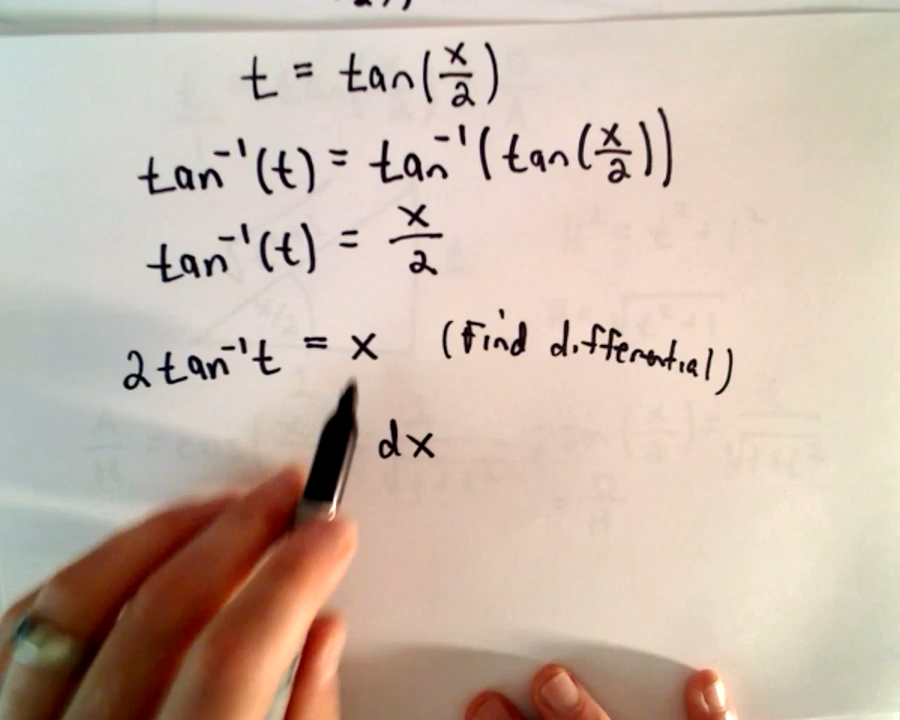 t = tan(x/2)
tan⁻¹(t) = tan⁻¹(tan(x/2))
tan⁻¹(t) = x/2
2tan⁻¹t = x (Find differential)
dx